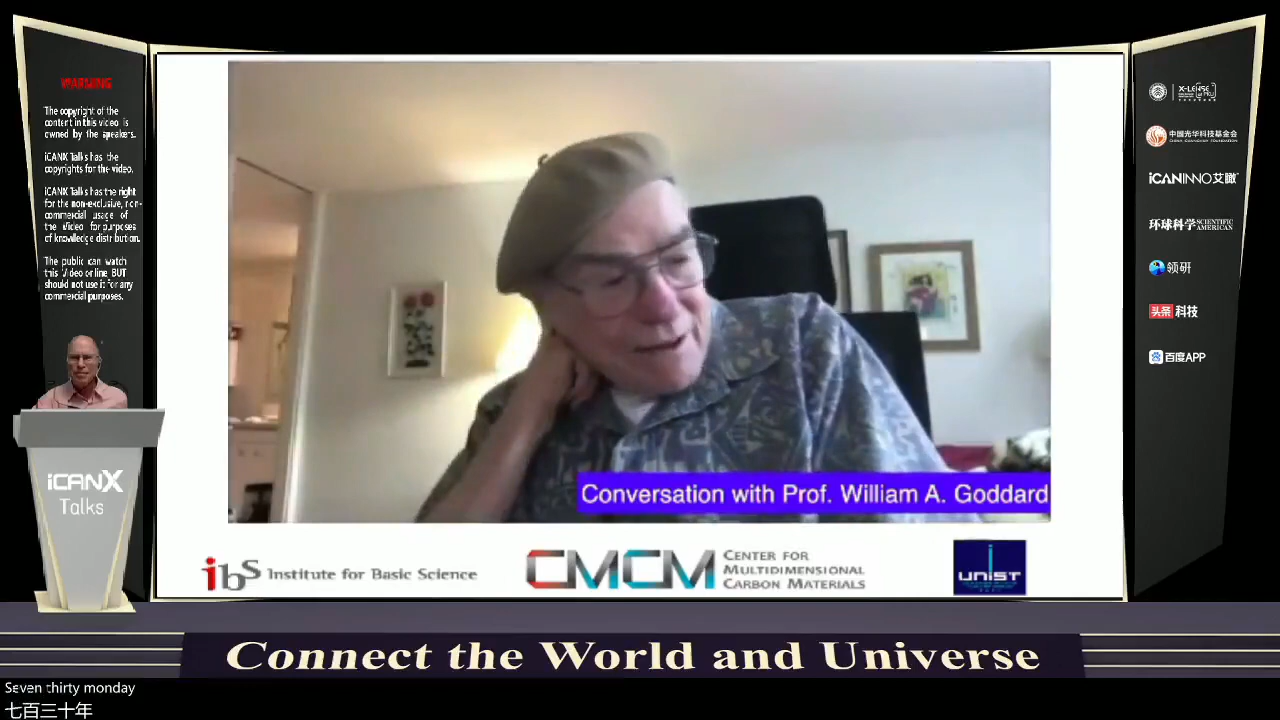 WARNING
The copyright of the
content in this video is
owned by the speakers.
iCANX Talks has the
copyrights for the video.
iCANX Talks has the right
for the non-exclusive, non-
commercial usage of
the Video for purposes
of knowledge distribution.
The public can watch
this Video online, BUT
should not use it for any
commercial purposes.
iCANX
Talks
Conversation with Prof. William A. Goddard
ibS Institute for Basic Science
CMCM
CENTER FOR
MULTIDIMENSIONAL
CARBON MATERIALS
UNIST
X-LENSE
中国光华科技基金会
CHINA GUANGHUA FOUNDATION
iCANINNO艾瞰
环球科学 SCIENTIFIC
AMERICAN
领研
头条 科技
百度APP
Connect the World and Universe
Seven thirty monday
七百三十年